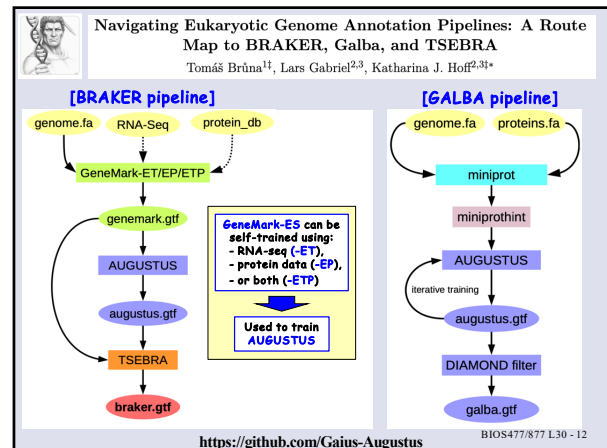 Navigating Eukaryotic Genome Annotation Pipelines: A Route
Map to BRAKER, Galba, and TSEBRA
Tomáš Brůna1‡, Lars Gabriel2,3, Katharina J. Hoff2,3‡*
[BRAKER pipeline]
genome.fa
RNA-Seq
protein_db
GeneMark-ET/EP/ETP
genemark.gtf
AUGUSTUS
augustus.gtf
TSEBRA
braker.gtf
GeneMark-ES can be
self-trained using:
- RNA-seq (-ET),
- protein data (-EP),
- or both (-ETP)
Used to train
AUGUSTUS
[GALBA pipeline]
genome.fa
proteins.fa
miniprot
miniprothint
AUGUSTUS
iterative training
augustus.gtf
DIAMOND filter
galba.gtf
https://github.com/Gaius-Augustus
BIOS477/877 L30 - 12